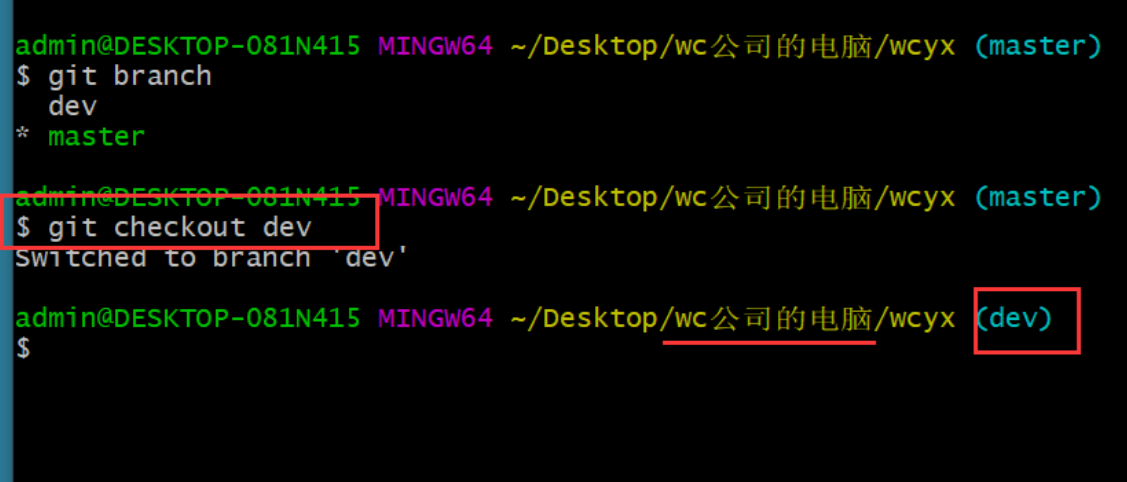 admin@DESKTOP-081N415 MINGW64 ~/Desktop/wc公司的电脑/wcyx (master)
$ git branch
  dev
* master
admin@DESKTOP-081N415 MINGW64 ~/Desktop/wc公司的电脑/wcyx (master)
$ git checkout dev
Switched to branch 'dev'
admin@DESKTOP-081N415 MINGW64 ~/Desktop/wc公司的电脑/wcyx (dev)
$